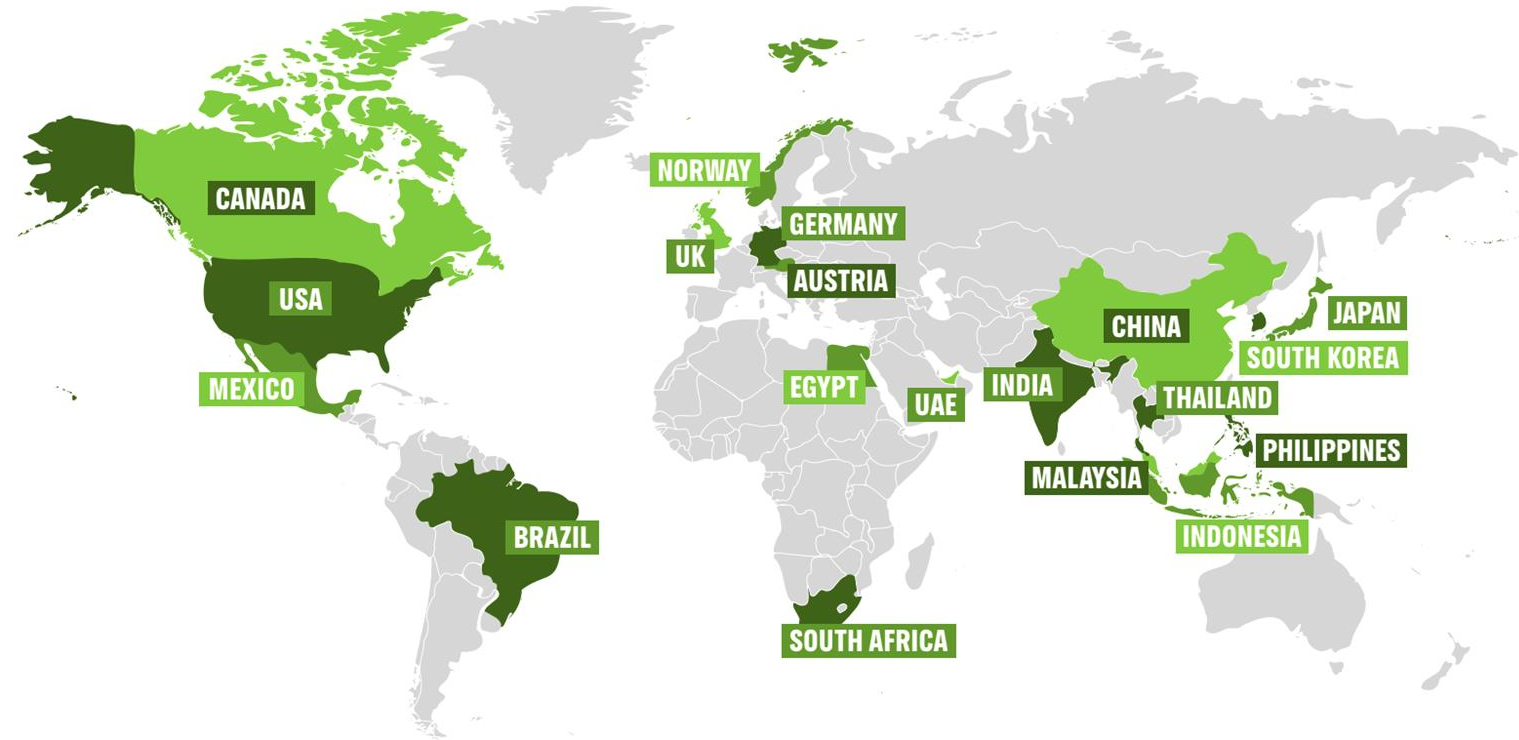 CANADA
USA
MEXICO
BRAZIL
NORWAY
UK
GERMANY
AUSTRIA
EGYPT
UAE
SOUTH AFRICA
INDIA
CHINA
JAPAN
SOUTH KOREA
THAILAND
PHILIPPINES
MALAYSIA
INDONESIA